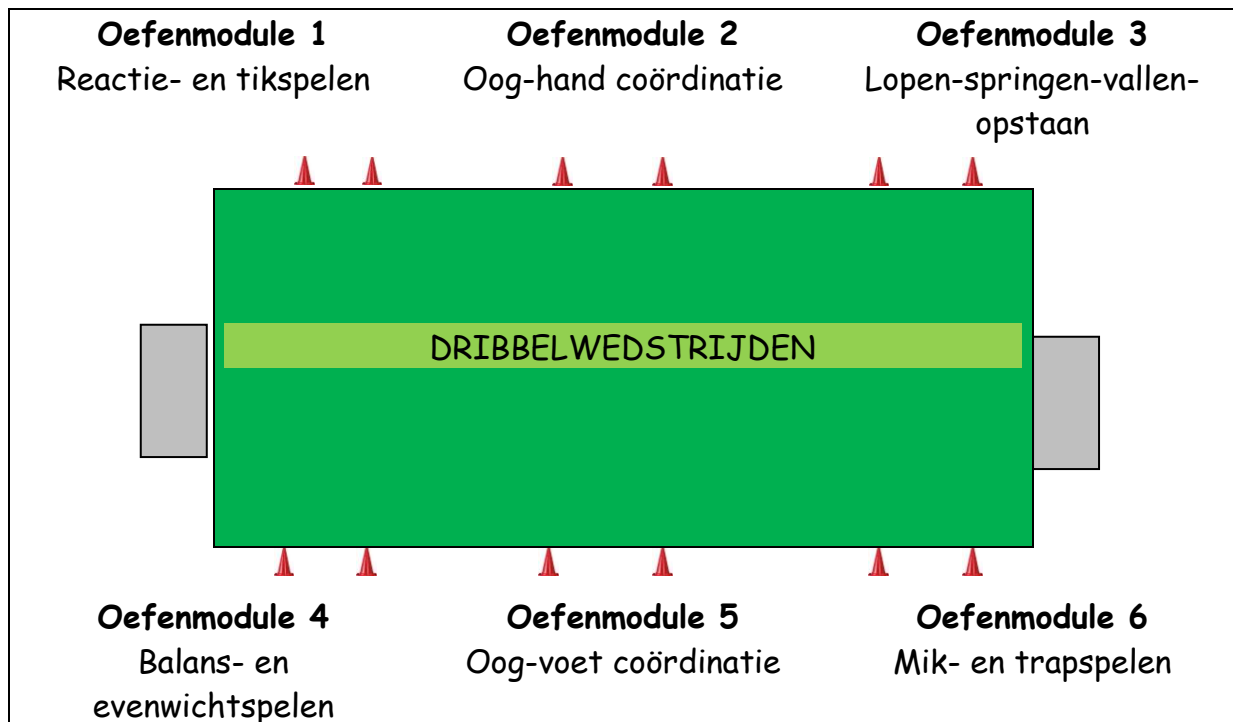 Oefenmodule 1
Reactie- en tikspelen
Oefenmodule 2
Oog-hand coördinatie
Oefenmodule 3
Lopen-springen-vallen-
opstaan
DRIBBELWEDSTRIJDEN
Oefenmodule 4
Balans- en
evenwichtspelen
Oefenmodule 5
Oog-voet coördinatie
Oefenmodule 6
Mik- en trapspelen